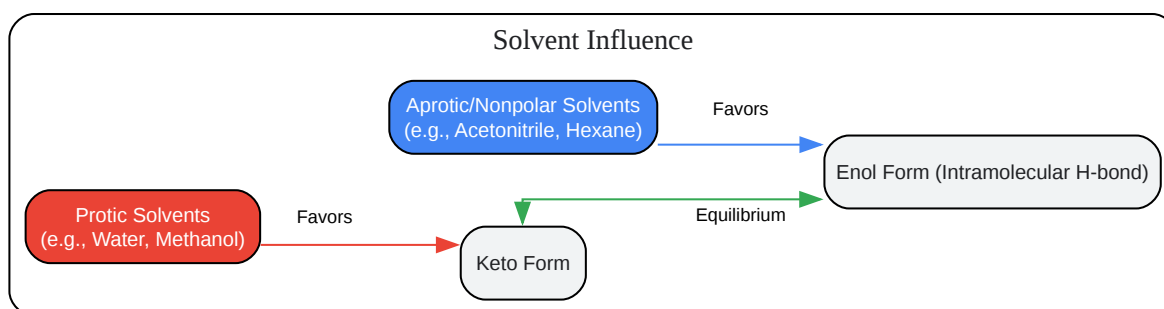 Solvent Influence
Aprotic/Nonpolar Solvents
(e.g., Acetonitrile, Hexane)
Favors
Enol Form (Intramolecular H-bond)
Protic Solvents
(e.g., Water, Methanol)
Favors
Equilibrium
Keto Form